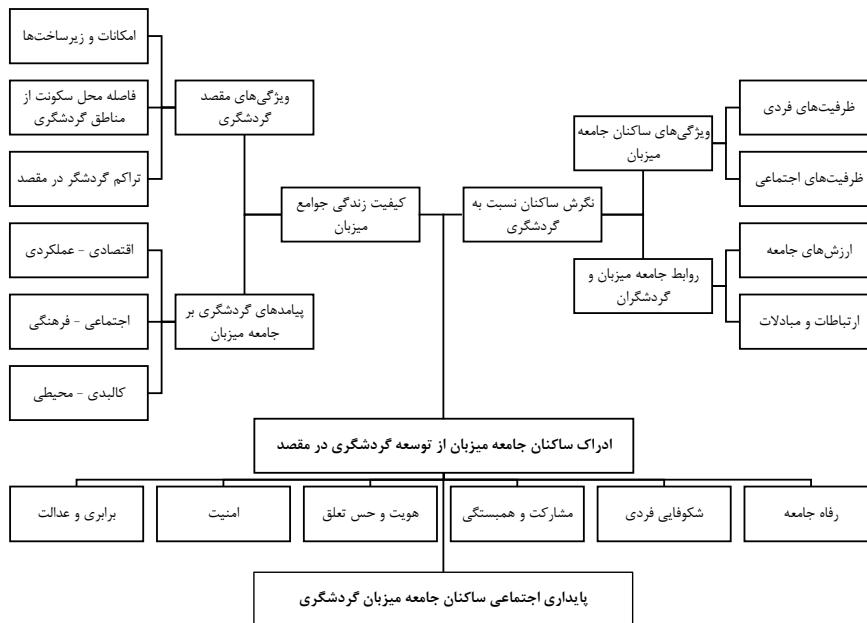 ظرفیت‌های فردی
ظرفیت‌های اجتماعی
ویژگی‌های ساکنان جامعه
میزبان
ارزش‌های جامعه
ارتباطات و مبادلات
روابط جامعه میزبان و
گردشگران
نگرش ساکنان نسبت به
گردشگری
کیفیت زندگی جوامع
میزبان
ویژگی‌های مقصد
گردشگری
امکانات و زیرساخت‌ها
فاصله محل سکونت از
مناطق گردشگری
تراکم گردشگر در مقصد
پیامدهای گردشگری بر
جامعه میزبان
اقتصادی - عملکردی
اجتماعی - فرهنگی
کالبدی - محیطی
ادراک ساکنان جامعه میزبان از توسعه گردشگری در مقصد
رفاه جامعه
شکوفایی فردی
مشارکت و همبستگی
هویت و حس تعلق
امنیت
برابری و عدالت
پایداری اجتماعی ساکنان جامعه میزبان گردشگری